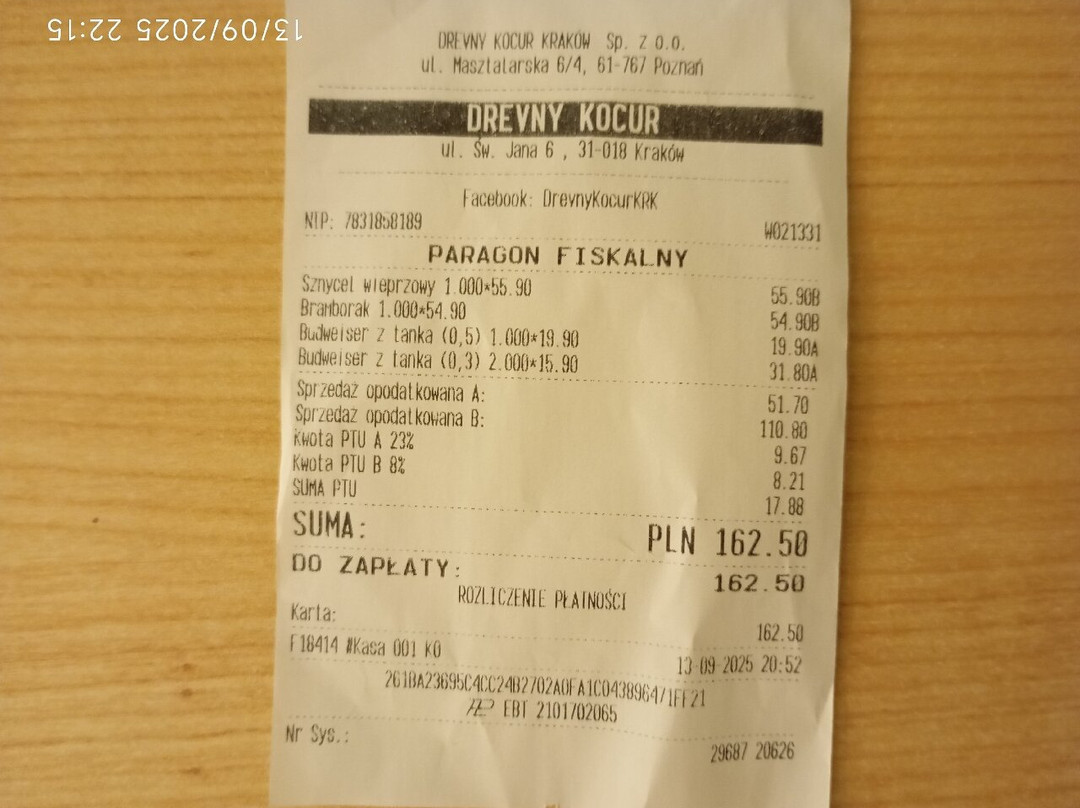 13/09/2025 22:15
DREVNY KOCUR KRAKÓW Sp. z o.o.
ul. Masztalarska 6/4, 61-767 Poznań
DREVNY KOCUR
ul. Św. Jana 6 , 31-018 Kraków
Facebook: DrevnyKocurKRK
NIP: 7831858189 W021331
PARAGON FISKALNY
Sznycel wieprzowy 1.000*55.90 55.90B
Bramborak 1.000*54.90 54.90B
Budweiser z tanka (0,5) 1.000*19.90 19.90A
Budweiser z tanka (0,3) 2.000*15.90 31.80A
Sprzedaż opodatkowana A: 51.70
Sprzedaż opodatkowana B: 110.80
Kwota PTU A 23% 9.67
Kwota PTU B 8% 8.21
SUMA PTU 17.88
SUMA: PLN 162.50
DO ZAPŁATY: 162.50
ROZLICZENIE PŁATNOŚCI
Karta: 162.50
F18414 #Kasa 001 KO 13-09-2025 20:52
EBT 2101702065
Nr Sys.: 29687 20626